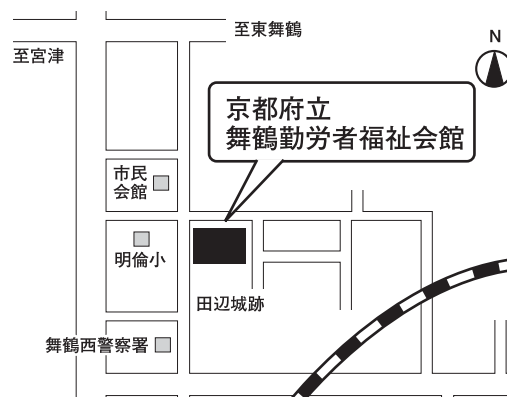 至東舞鶴
N
至宮津
京都府立
舞鶴勤労者福祉会館
市民
会館
明倫小
田辺城跡
舞鶴西警察署